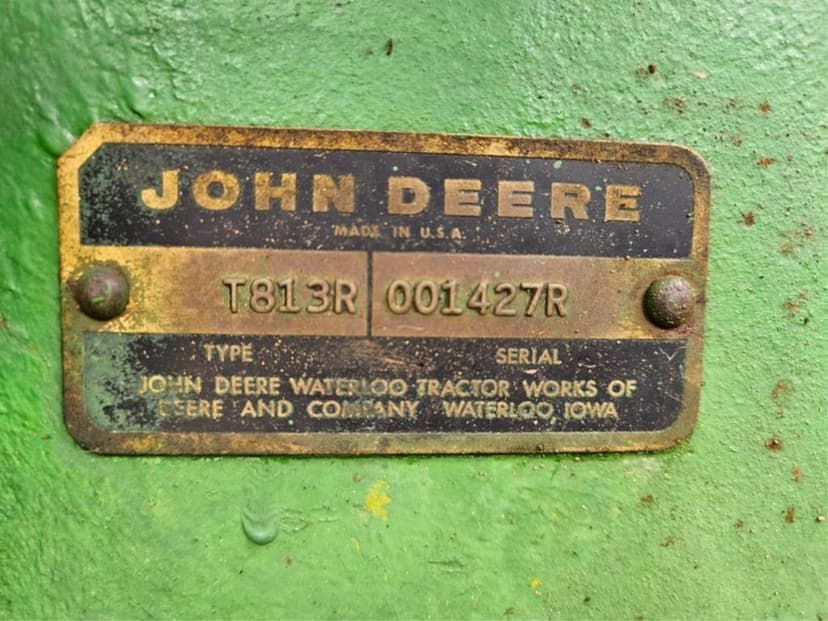 JOHN DEERE
MADE IN U.S.A.
T813R 001427R
TYPE SERIAL
JOHN DEERE WATERLOO TRACTOR WORKS OF
DEERE AND COMPANY WATERLOO, IOWA